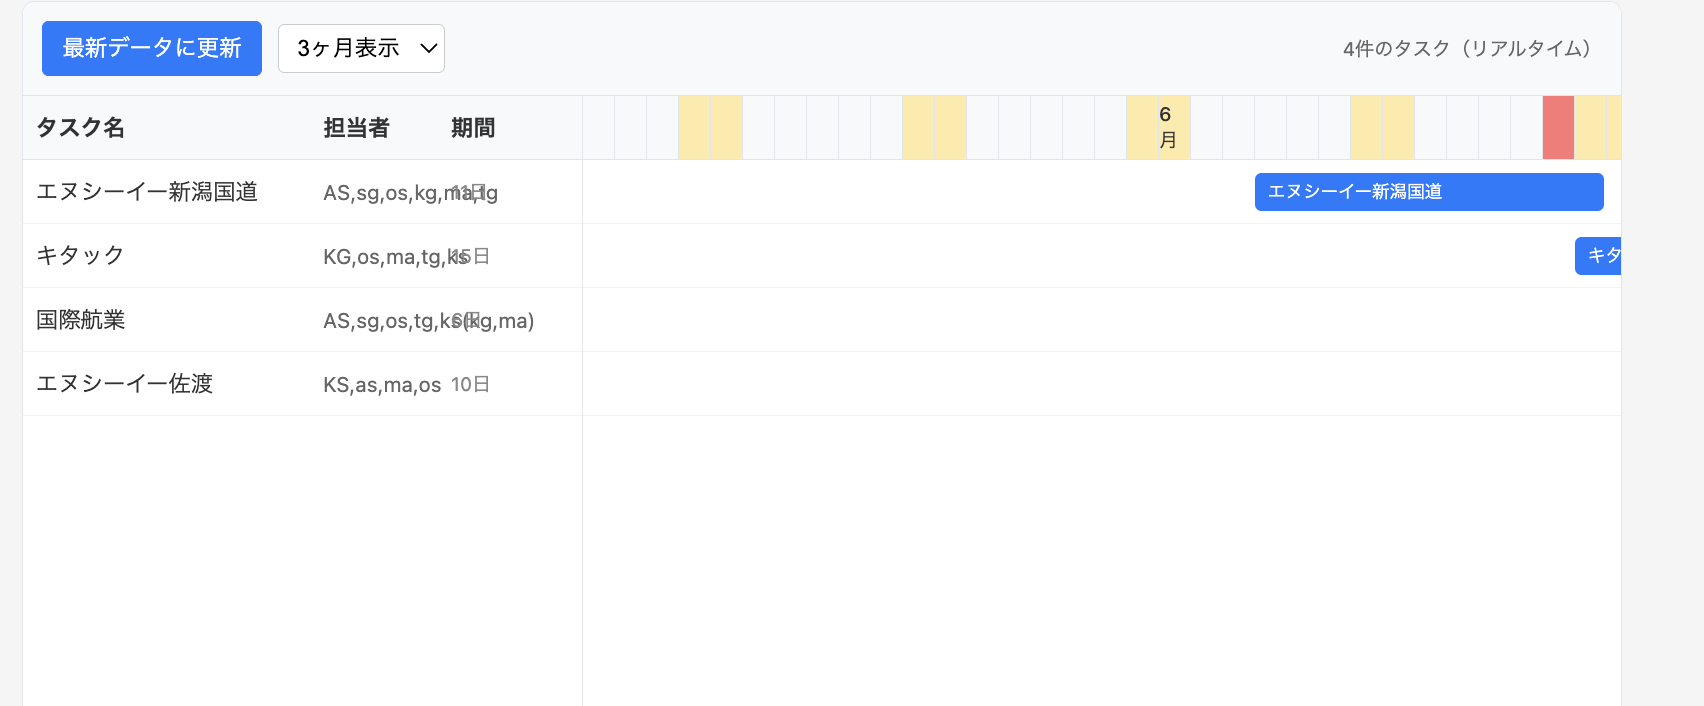 最新データに更新
3ヶ月表示
4件のタスク（リアルタイム）
タスク名 担当者 期間
6
月
エヌシーイー新潟国道 AS,sg,os,kg,ma,tg 11日 エヌシーイー新潟国道
キタック KG,os,ma,tg,ks 15日 キタ
国際航業 AS,sg,os,tg,ks(kg,ma) 6日
エヌシーイー佐渡 KS,as,ma,os 10日